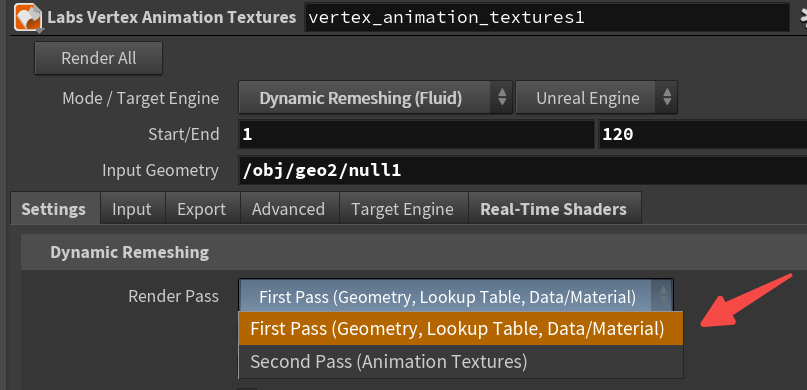 Labs Vertex Animation Textures vertex_animation_textures1
Render All
Mode / Target Engine Dynamic Remeshing (Fluid) Unreal Engine
Start/End 1 120
Input Geometry /obj/geo2/null1
Settings Input Export Advanced Target Engine Real-Time Shaders
Dynamic Remeshing
Render Pass First Pass (Geometry, Lookup Table, Data/Material)
First Pass (Geometry, Lookup Table, Data/Material)
Second Pass (Animation Textures)